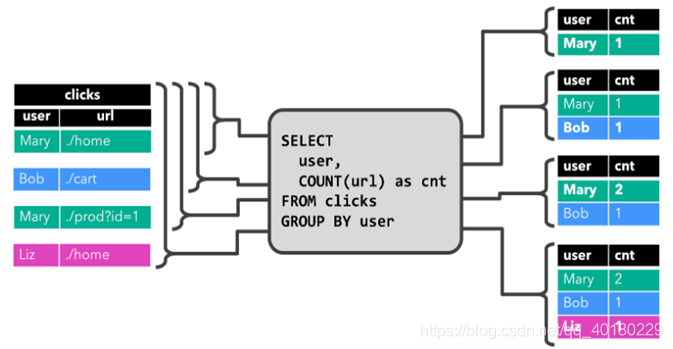 clicks
user url
Mary ./home
Bob ./cart
Mary ./prod?id=1
Liz ./home
SELECT
user,
COUNT(url) as cnt
FROM clicks
GROUP BY user
user cnt
Mary 1
user cnt
Mary 1
Bob 1
user cnt
Mary 2
Bob 1
user cnt
Mary 2
Bob 1
Liz 1
https://blog.csdn.net/qq_40180229